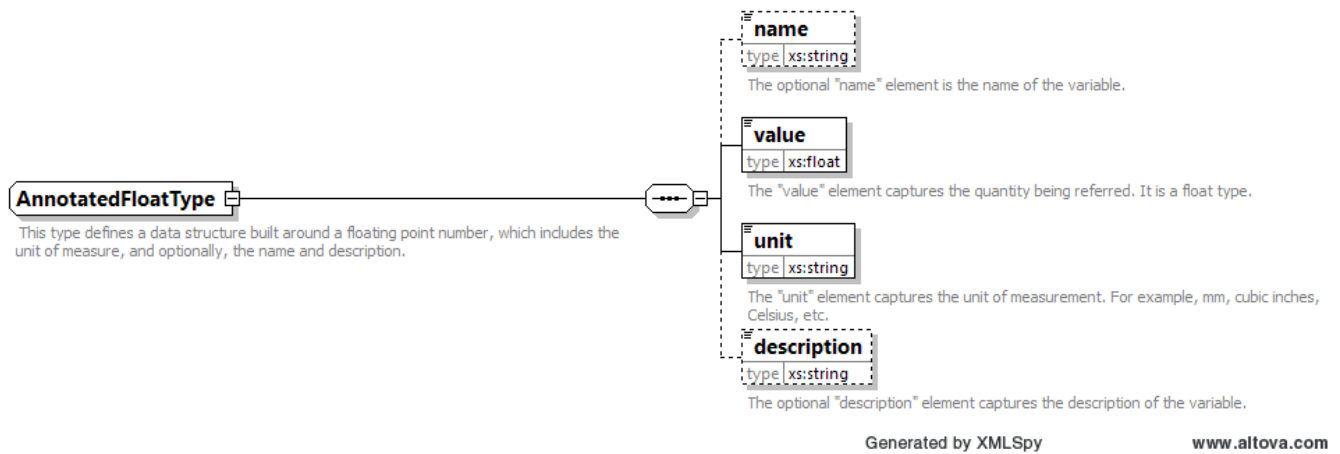 name
type xs:string
The optional "name" element is the name of the variable.
value
type xs:float
The "value" element captures the quantity being referred. It is a float type.
AnnotatedFloatType
This type defines a data structure built around a floating point number, which includes the
unit of measure, and optionally, the name and description.
unit
type xs:string
The "unit" element captures the unit of measurement. For example, mm, cubic inches,
Celsius, etc.
description
type xs:string
The optional "description" element captures the description of the variable.
Generated by XMLSpy www.altova.com